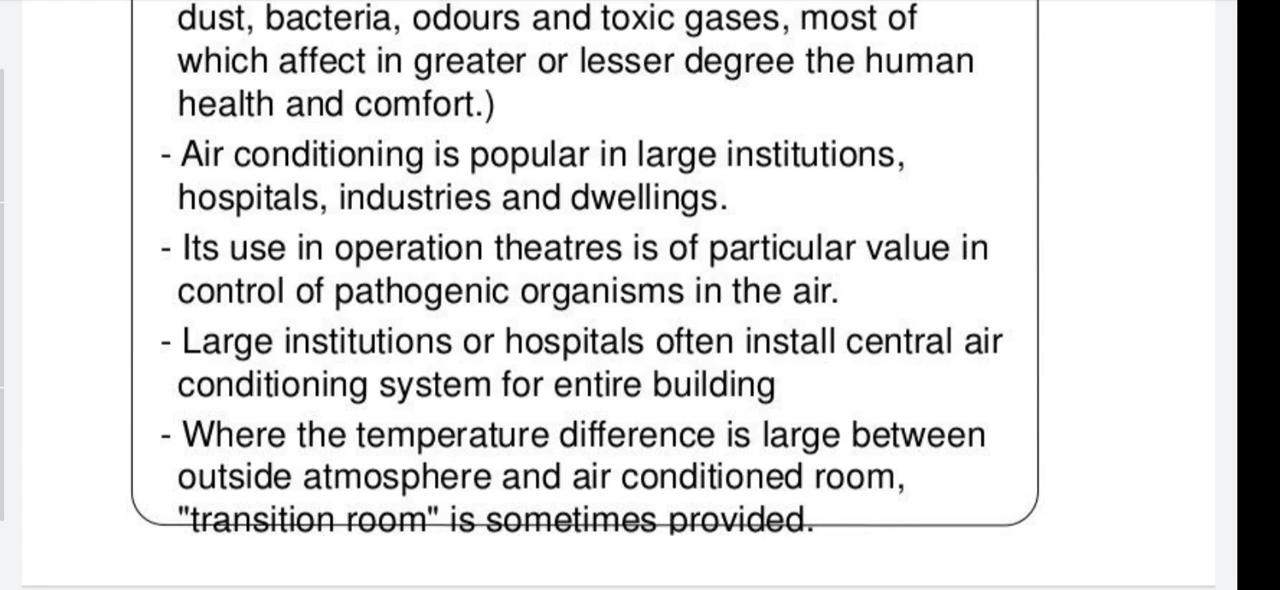 dust, bacteria, odours and toxic gases, most of
which affect in greater or lesser degree the human
health and comfort.)
- Air conditioning is popular in large institutions,
hospitals, industries and dwellings.
- Its use in operation theatres is of particular value in
control of pathogenic organisms in the air.
- Large institutions or hospitals often install central air
conditioning system for entire building
- Where the temperature difference is large between
outside atmosphere and air conditioned room,
"transition room" is sometimes provided.